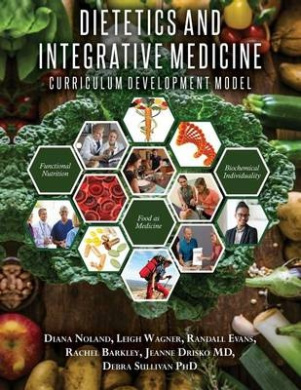 DIETETICS AND
INTEGRATIVE MEDICINE
CURRICULUM DEVELOPMENT MODEL
Functional
Nutrition
Biochemical
Individuality
Food as
Medicine
DIANA NOLAND, LEIGH WAGNER, RANDALL EVANS,
RACHEL BARKLEY, JEANNE DRISKO MD,
DEBRA SULLIVAN PHD